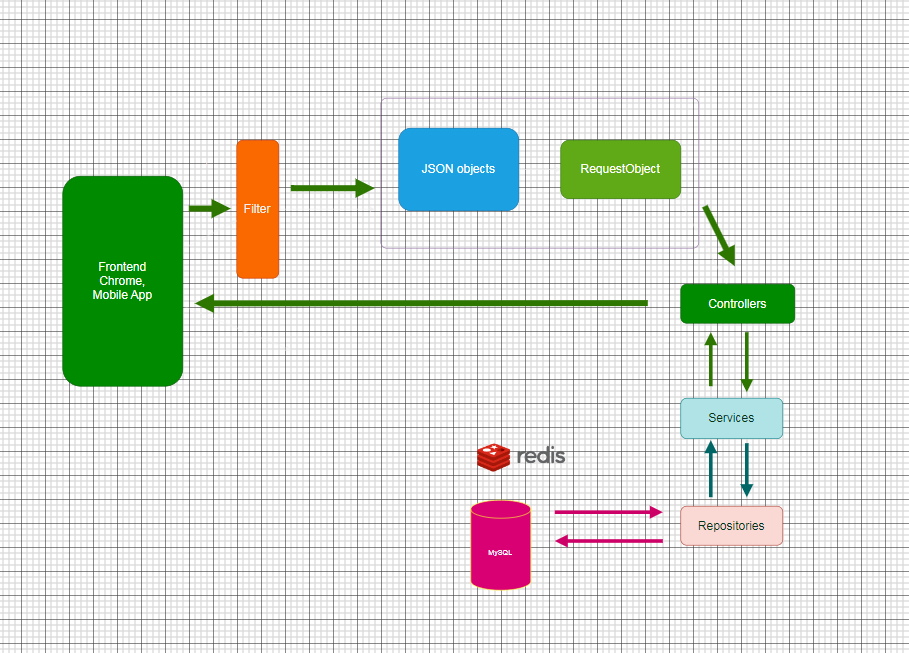 JSON objects
RequestObject
Filter
Frontend
Chrome,
Mobile App
Controllers
Services
redis
Repositories
MySQL